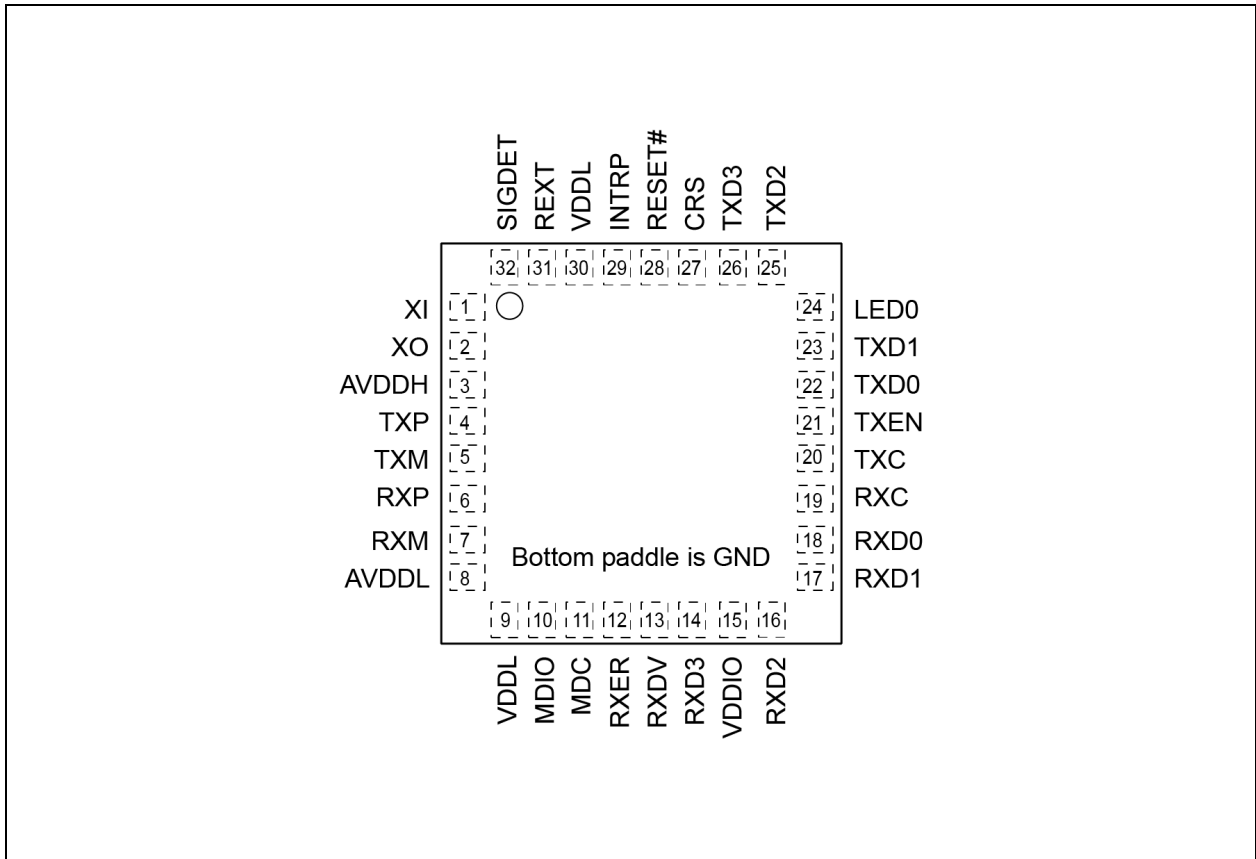 SIGDET
REXT
VDDL
INTRP
RESET#
CRS
TXD3
TXD2
32 31 30 29 28 27 26 25
XI 1 24 LED0
XO 2 23 TXD1
AVDDH 3 22 TXD0
TXP 4 21 TXEN
TXM 5 20 TXC
RXP 6 19 RXC
RXM 7 18 RXD0
Bottom paddle is GND
AVDDL 8 17 RXD1
9 10 11 12 13 14 15 16
VDDL
MDIO
MDC
RXER
RXDV
RXD3
VDDIO
RXD2